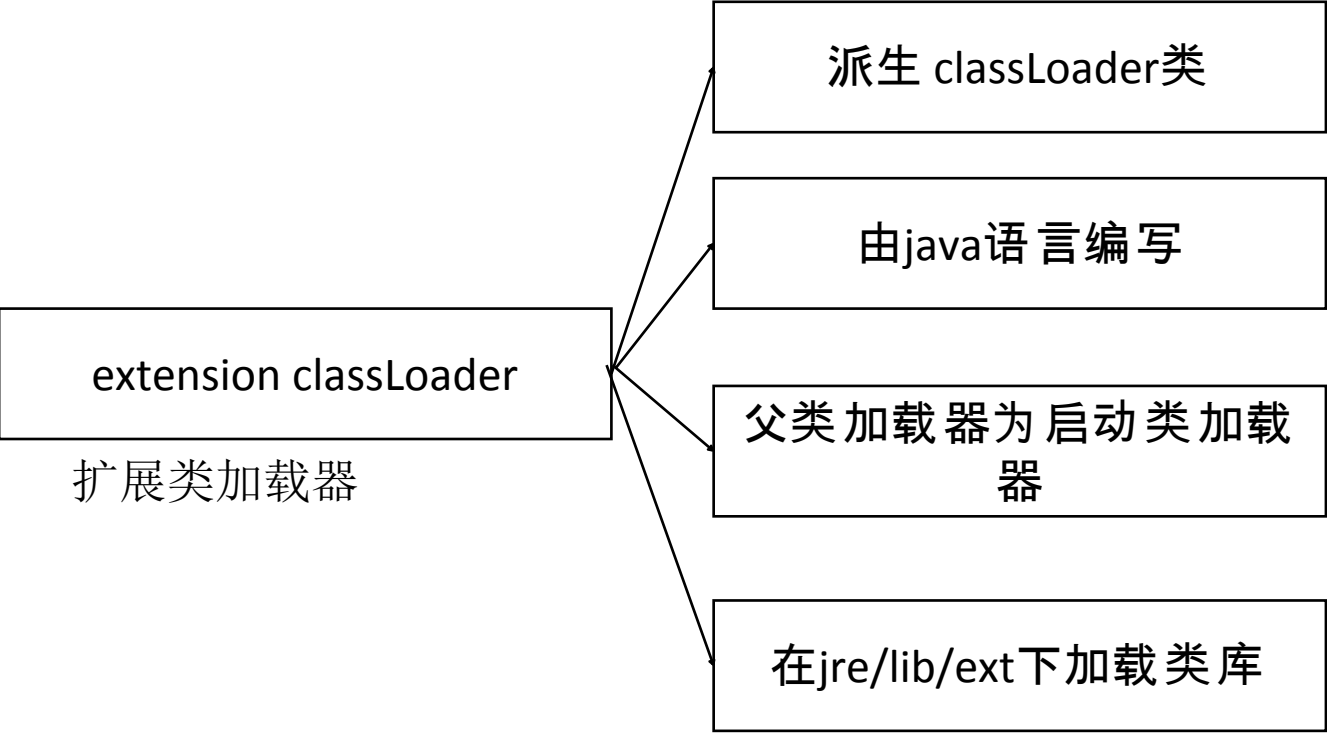 派生 classLoader类
由java语言编写
extension classLoader
父类加载器为启动类加载
器
扩展类加载器
在jre/lib/ext下加载类库